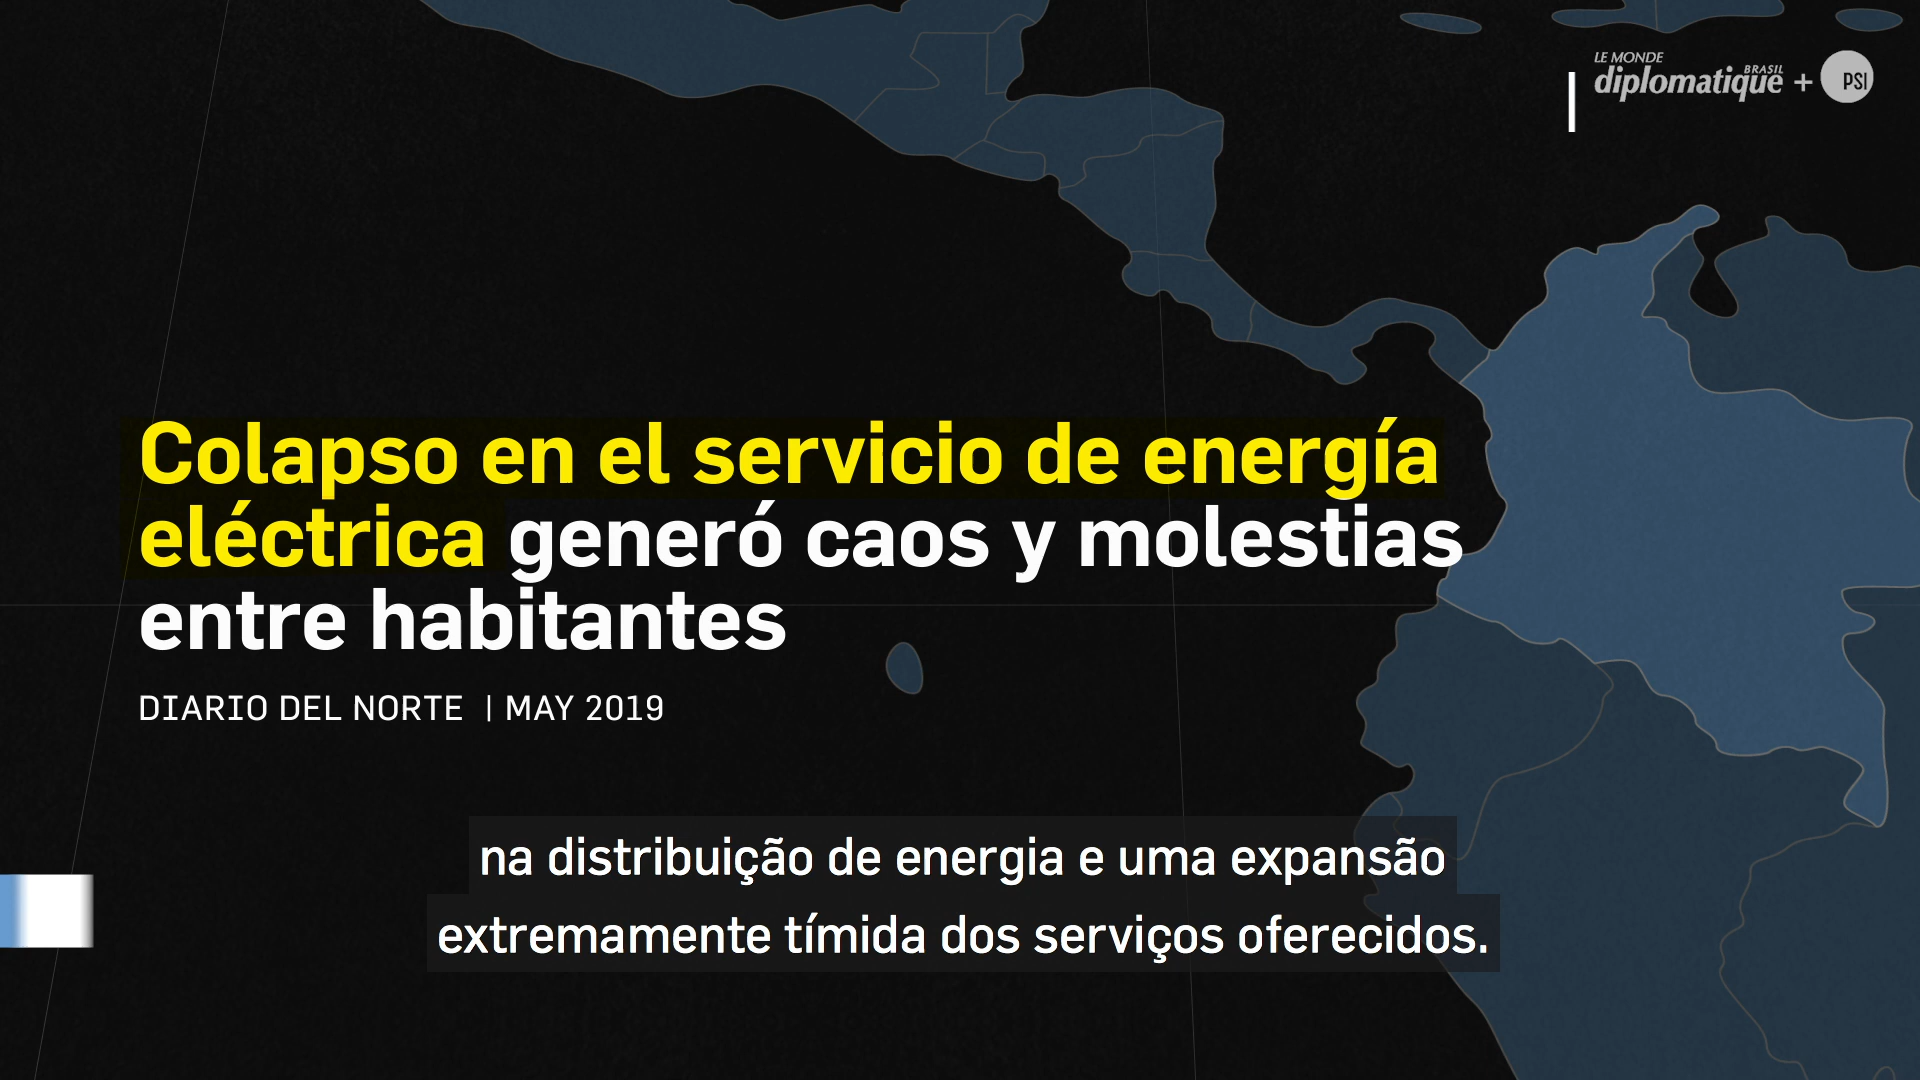 LE MONDE
diplomatique BRASIL + PSI
Colapso en el servicio de energía
eléctrica generó caos y molestias
entre habitantes
DIARIO DEL NORTE | MAY 2019
na distribuição de energia e uma expansão
extremamente tímida dos serviços oferecidos.